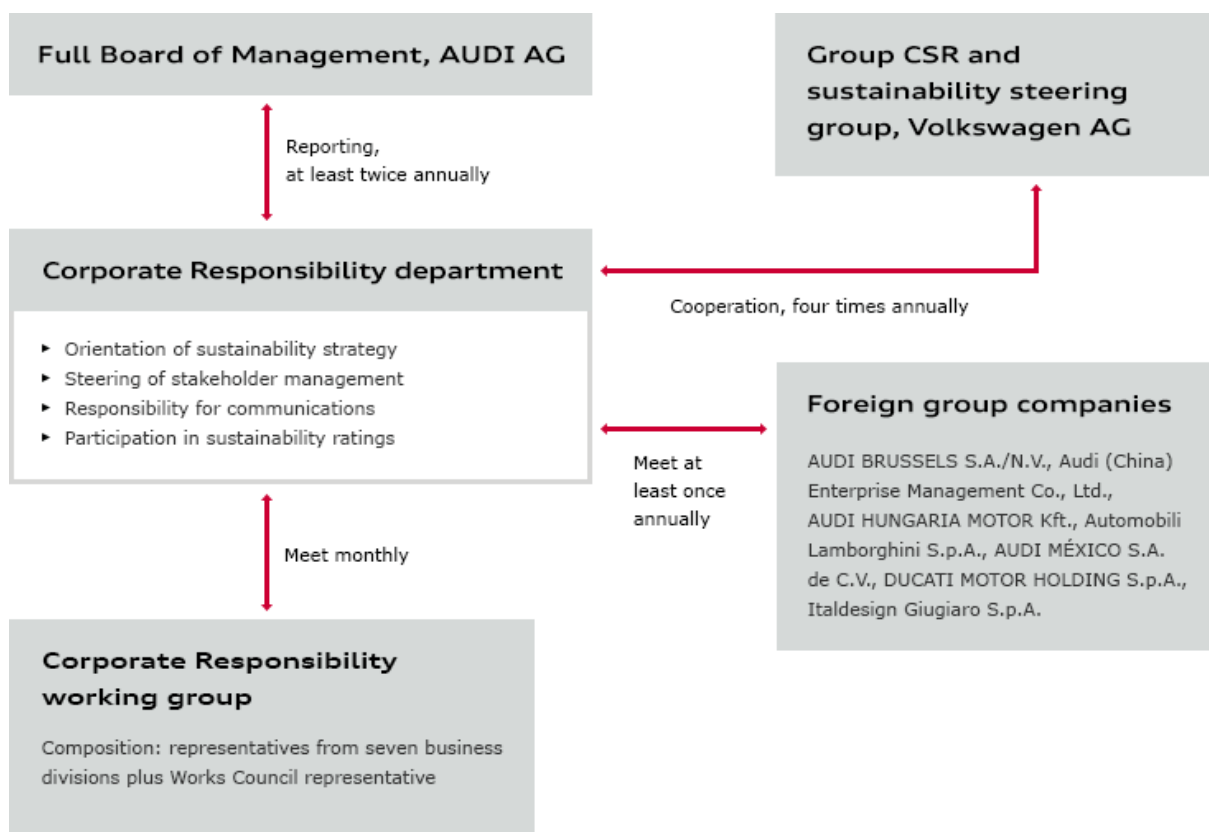 Full Board of Management, AUDI AG
Group CSR and
sustainability steering
group, Volkswagen AG
Reporting,
at least twice annually
Corporate Responsibility department
Cooperation, four times annually
► Orientation of sustainability strategy
► Steering of stakeholder management
► Responsibility for communications
► Participation in sustainability ratings
Meet at
least once
annually
Foreign group companies
AUDI BRUSSELS S.A./N.V., Audi (China)
Enterprise Management Co., Ltd.,
AUDI HUNGARIA MOTOR Kft., Automobili
Lamborghini S.p.A., AUDI MÉXICO S.A.
de C.V., DUCATI MOTOR HOLDING S.p.A.,
Italdesign Giugiaro S.p.A.
Meet monthly
Corporate Responsibility
working group
Composition: representatives from seven business
divisions plus Works Council representative